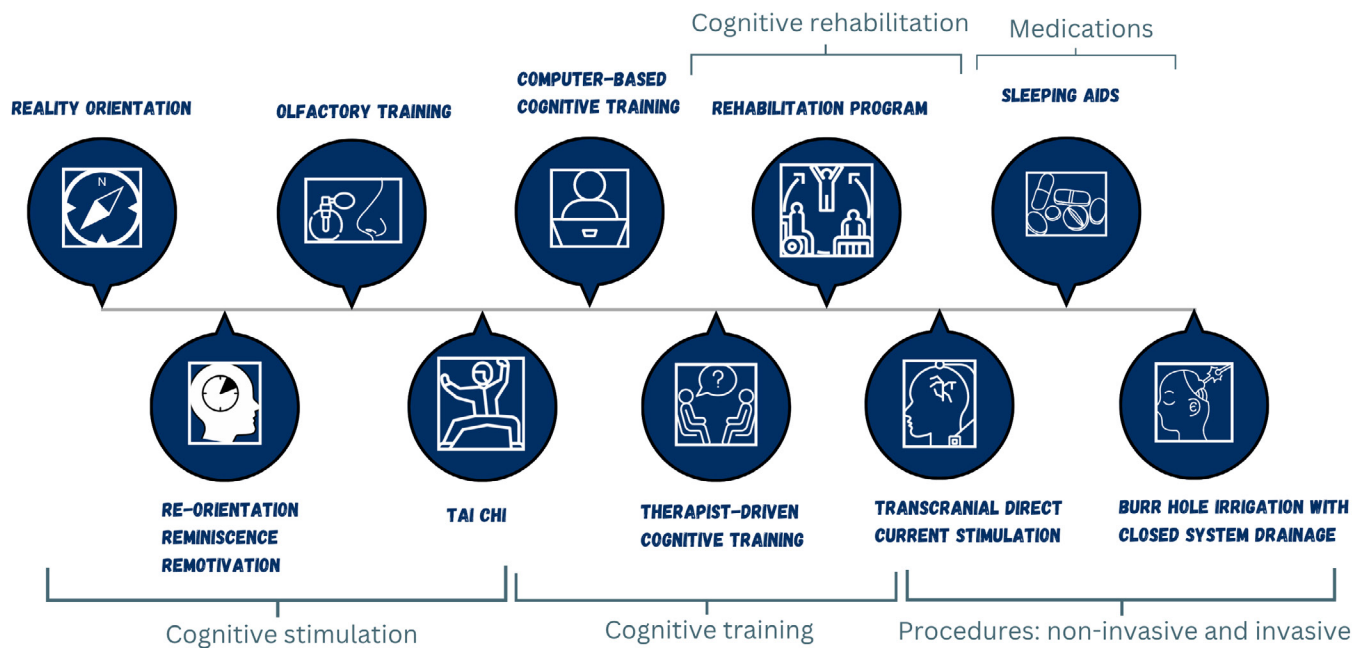 Cognitive rehabilitation
Medications
REALITY ORIENTATION
OLFACTORY TRAINING
COMPUTER-BASED
COGNITIVE TRAINING
REHABILITATION PROGRAM
SLEEPING AIDS
N
?
RE-ORIENTATION
REMINISCENCE
REMOTIVATION
TAI CHI
THERAPIST-DRIVEN
COGNITIVE TRAINING
TRANSCRANIAL DIRECT
CURRENT STIMULATION
BURR HOLE IRRIGATION WITH
CLOSED SYSTEM DRAINAGE
Cognitive stimulation
Cognitive training
Procedures: non-invasive and invasive